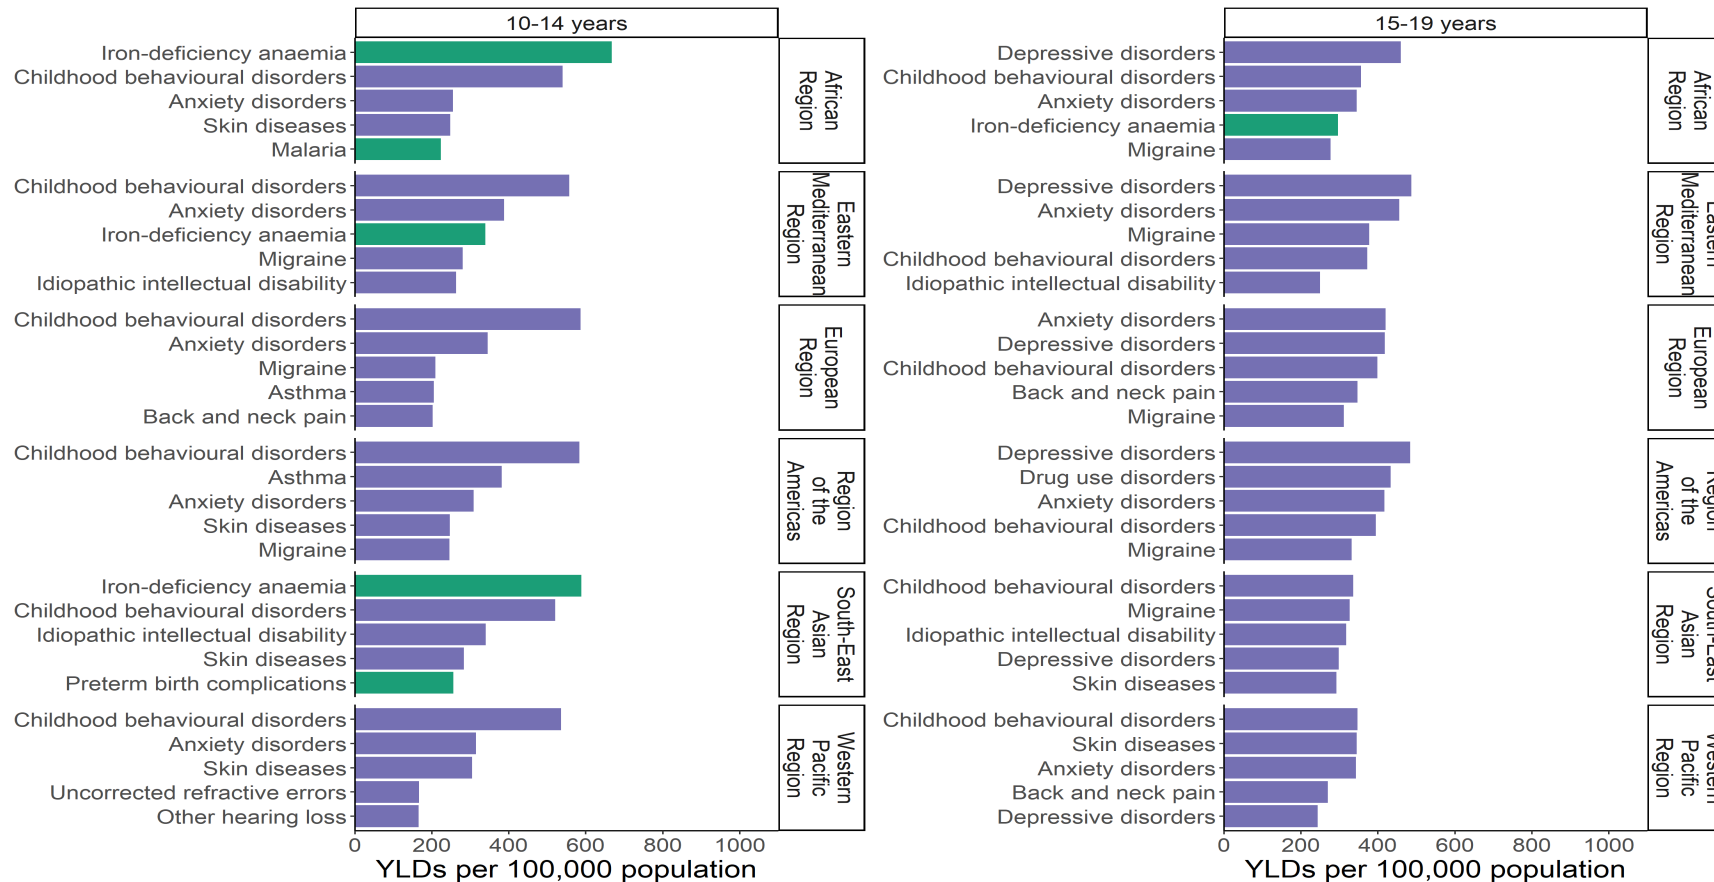 10-14 years
Iron-deficiency anaemia
Childhood behavioural disorders
Anxiety disorders
Skin diseases
Malaria
African
Region
Childhood behavioural disorders
Anxiety disorders
Iron-deficiency anaemia
Migraine
Idiopathic intellectual disability
Eastern
Mediterranean
Region
Childhood behavioural disorders
Anxiety disorders
Migraine
Asthma
Back and neck pain
European
Region
Childhood behavioural disorders
Asthma
Anxiety disorders
Skin diseases
Migraine
Region
of the
Americas
Iron-deficiency anaemia
Childhood behavioural disorders
Idiopathic intellectual disability
Skin diseases
Preterm birth complications
South-East
Asian
Region
Childhood behavioural disorders
Anxiety disorders
Skin diseases
Uncorrected refractive errors
Other hearing loss
Western
Pacific
Region
0 200 400 600 800 1000
YLDs per 100,000 population
15-19 years
Depressive disorders
Childhood behavioural disorders
Anxiety disorders
Iron-deficiency anaemia
Migraine
African
Region
Depressive disorders
Anxiety disorders
Migraine
Childhood behavioural disorders
Idiopathic intellectual disability
Eastern
Mediterranean
Region
Anxiety disorders
Depressive disorders
Childhood behavioural disorders
Back and neck pain
Migraine
European
Region
Depressive disorders
Drug use disorders
Anxiety disorders
Childhood behavioural disorders
Migraine
Region
of the
Americas
Childhood behavioural disorders
Migraine
Idiopathic intellectual disability
Depressive disorders
Skin diseases
South-East
Asian
Region
Childhood behavioural disorders
Skin diseases
Anxiety disorders
Back and neck pain
Depressive disorders
Western
Pacific
Region
0 200 400 600 800 1000
YLDs per 100,000 population